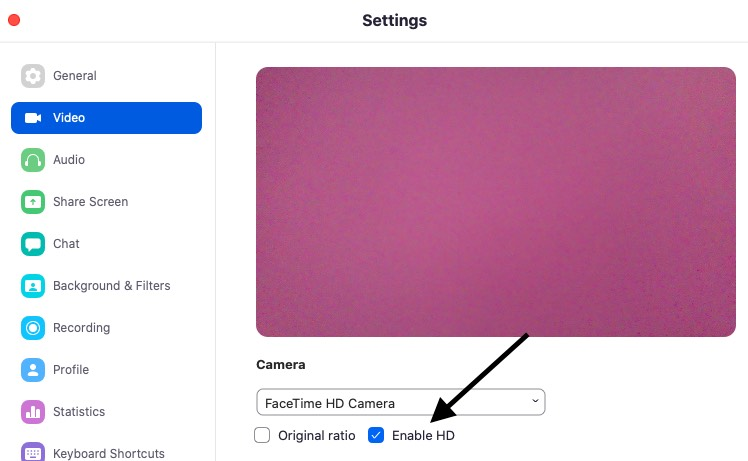 Settings
General
Video
Audio
Share Screen
Chat
Background & Filters
Recording
Profile
Statistics
Keyboard Shortcuts
Camera
FaceTime HD Camera
Original ratio Enable HD